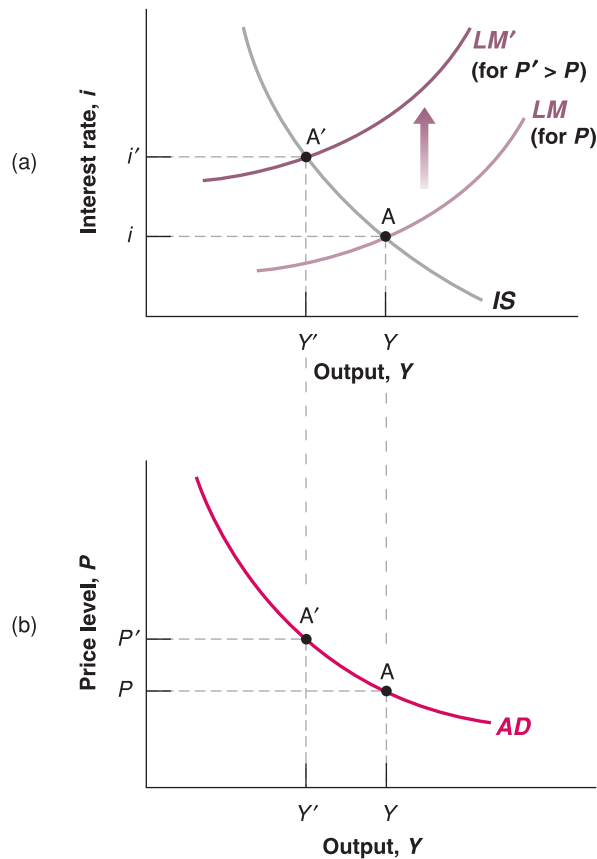 LM′
(for P′ > P)
LM
(for P)
A′
(a)
Interest rate, i
i′
A
i
IS
Y′
Y
Output, Y
A′
(b)
Price level, P
P′
A
P
AD
Y′
Y
Output, Y